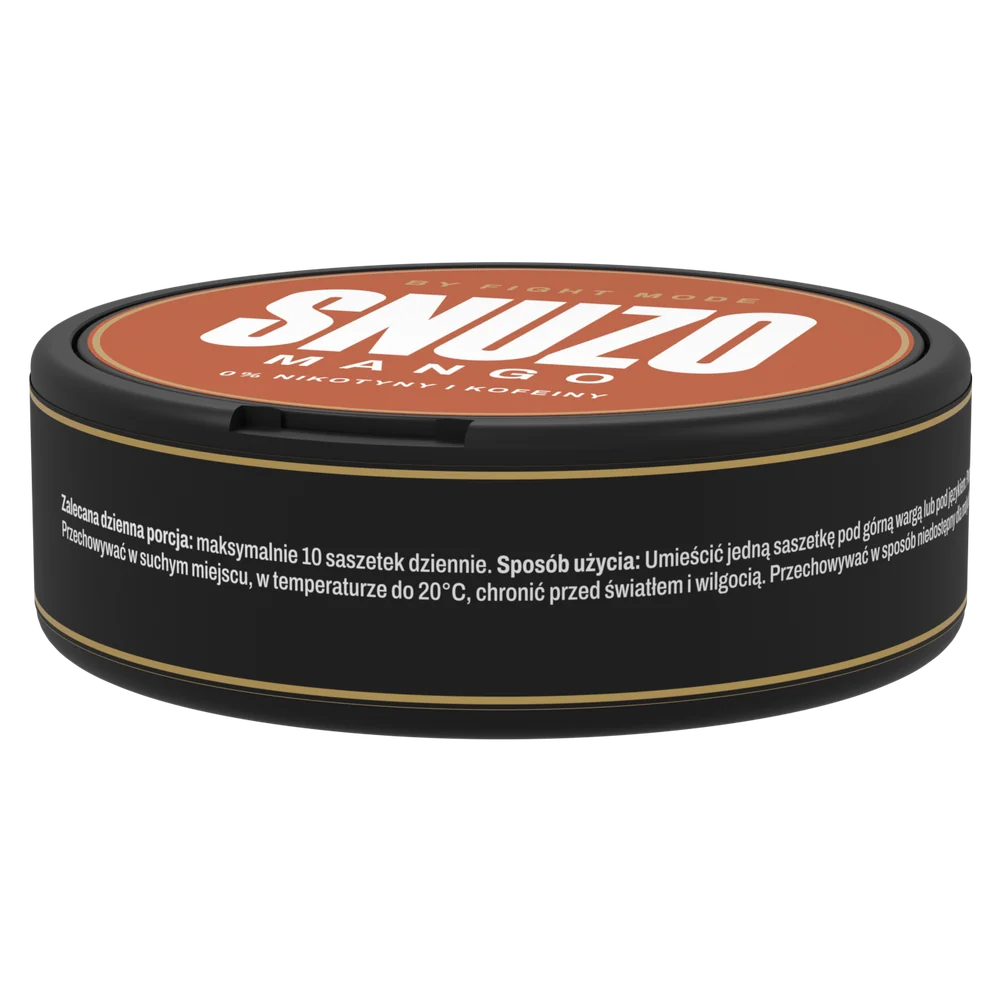 BY FIGHT MODE
SNUZO
MANGO
0% NIKOTYNY I KOFEINY
Zalecana dzienna porcja: maksymalnie 10 saszetek dziennie. Sposób użycia: Umieścić jedną saszetkę pod górną wargą lub pod językiem
Przechowywać w suchym miejscu, w temperaturze do 20°C, chronić przed światłem i wilgocią. Przechowywać w sposób niedostępny dla